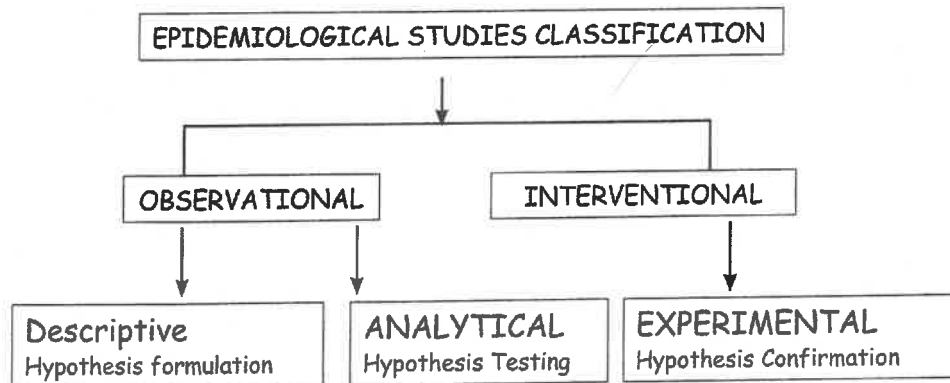 EPIDEMIOLOGICAL STUDIES CLASSIFICATION
OBSERVATIONAL
INTERVENTIONAL
Descriptive
Hypothesis formulation
ANALYTICAL
Hypothesis Testing
EXPERIMENTAL
Hypothesis Confirmation